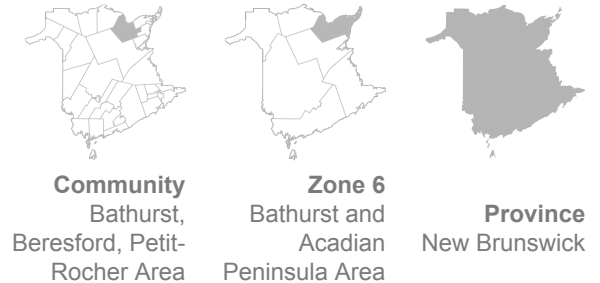 Community
Bathurst,
Beresford, Petit-
Rocher Area
Zone 6
Bathurst and
Acadian
Peninsula Area
Province
New Brunswick